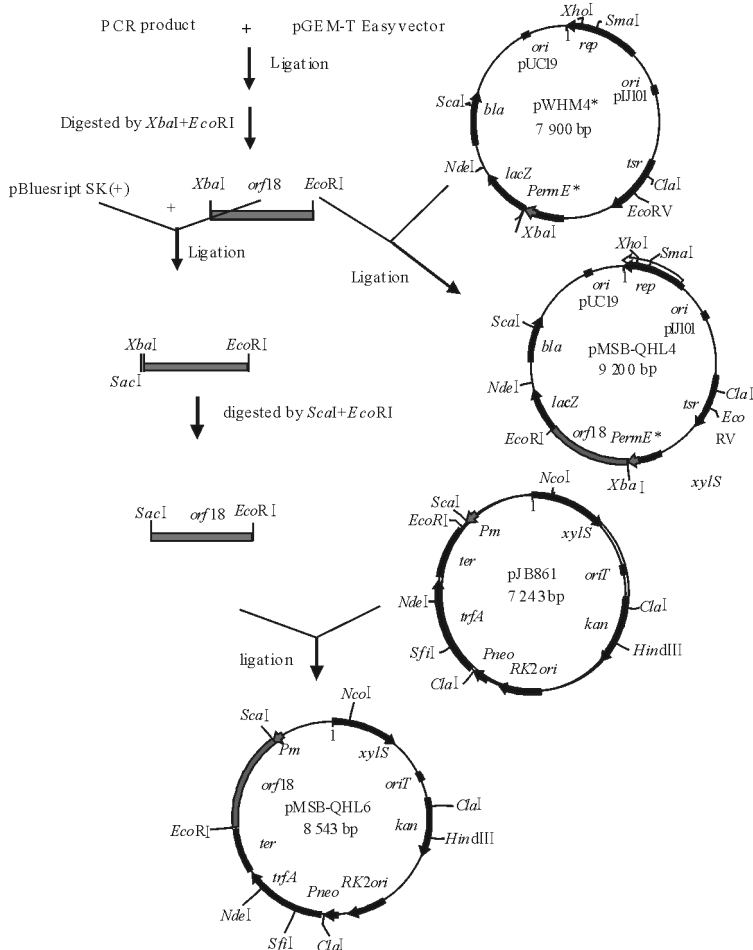 PCR product + pGEM-T Easyvector
Ligation
Digested by XbaI+EcoRI
pBluesript SK(+)
+
XbaI orf18 EcoRI
Ligation
Ligation
XbaI
EcoRI
SacI
digested by ScaI+EcoRI
SacI orf18 EcoRI
ligation
XhoI
SmaI
1
rep
ori
pUC19
ori
pIJ101
ScaI
bla
pWHM4*
7 900 bp
NdeI
lacZ
PermE*
tsr
ClaI
EcoRV
XbaI
XhoI
SmaI
1
rep
ori
pUC19
ori
pIJ101
ScaI
bla
pMSB-QHL4
9 200 bp
NdeI
lacZ
ClaI
tsr
Eco
RV
EcoRI
orf18
PermE*
XbaI
xylS
NcoI
ScaI
EcoRI
Pm
1
xylS
ter
pJB861
7 243 bp
oriT
NdeI
trfA
ClaI
kan
SfiI
HindIII
Pneo
RK2ori
ClaI
NcoI
ScaI
Pm
1
xylS
orf18
oriT
pMSB-QHL6
8 543 bp
ClaI
kan
EcoRI
HindIII
ter
trfA
Pneo
RK2ori
NdeI
SfiI
ClaI